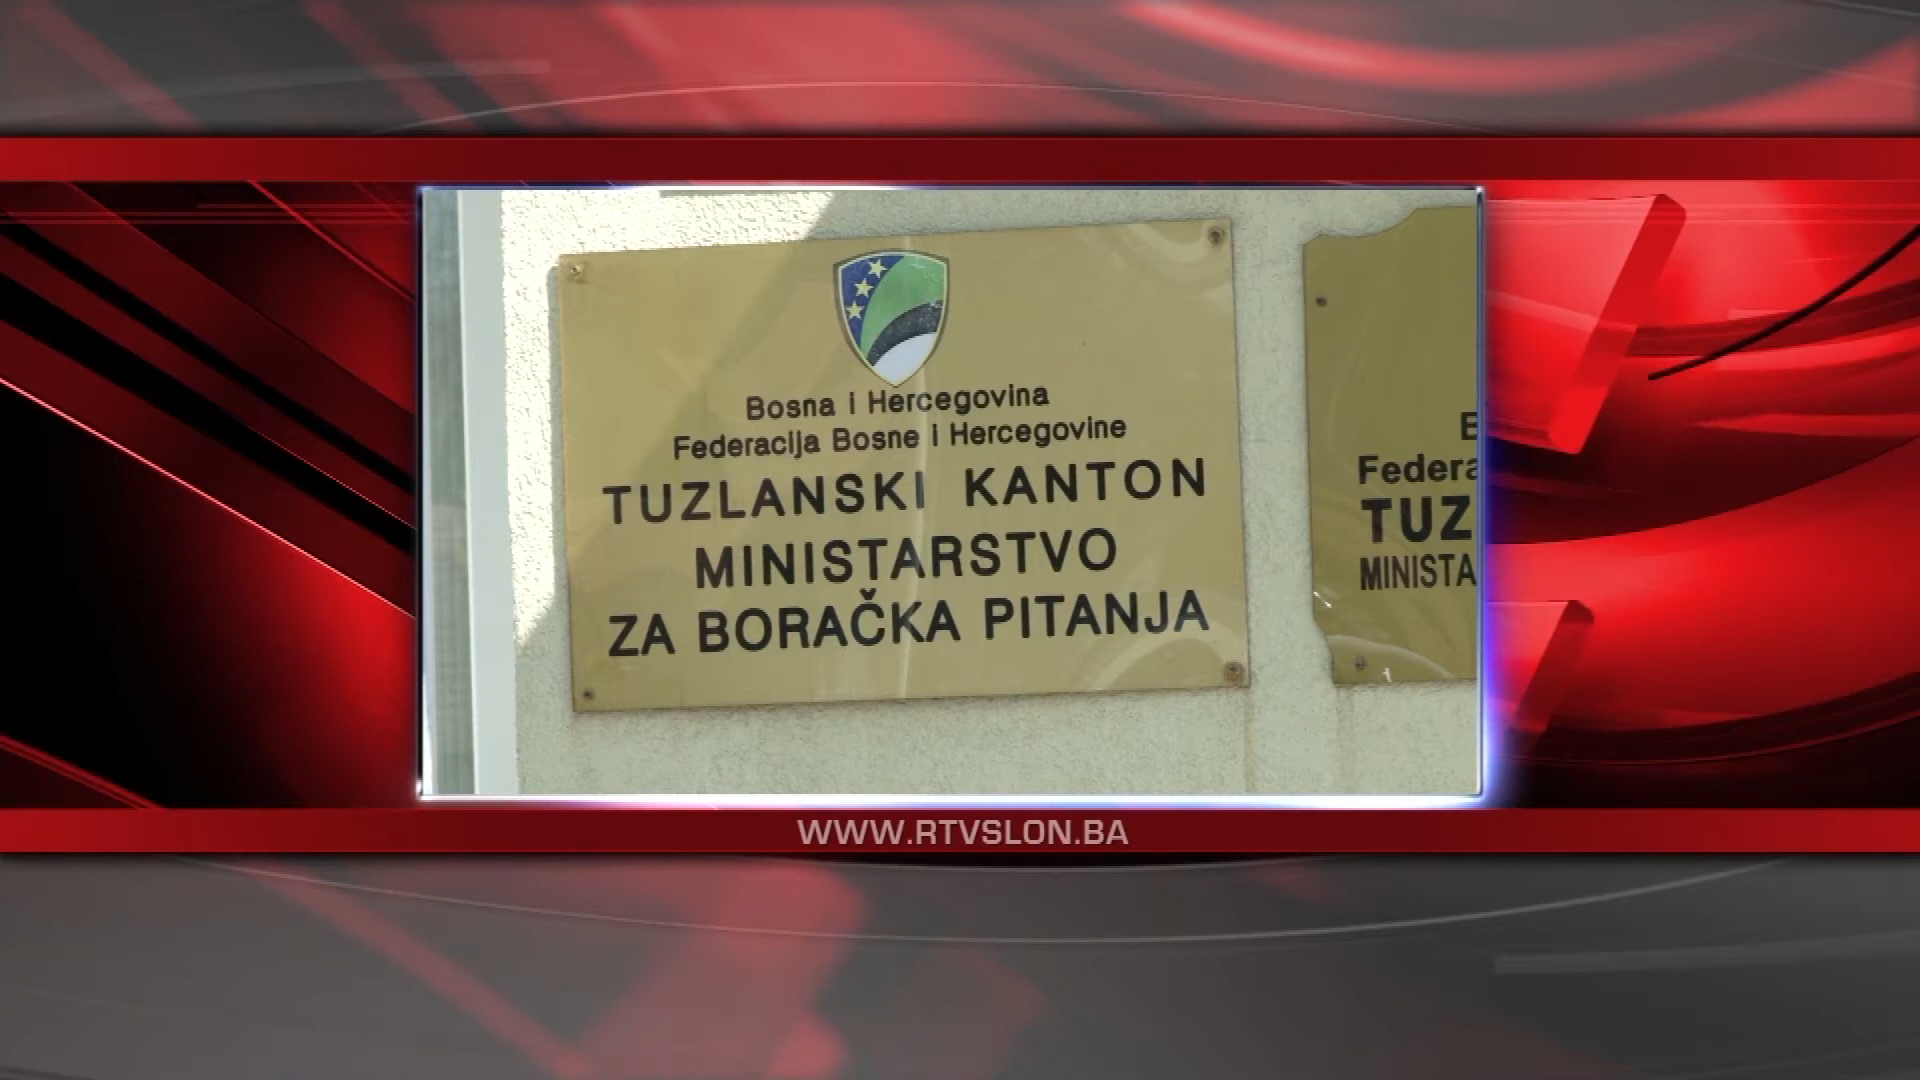 Bosna i Hercegovina
Federacija Bosne i Hercegovine
TUZLANSKI KANTON
MINISTARSTVO
ZA BORAČKA PITANJA
B
Federa
TUZ
MINISTA
WWW.RTVSLON.BA